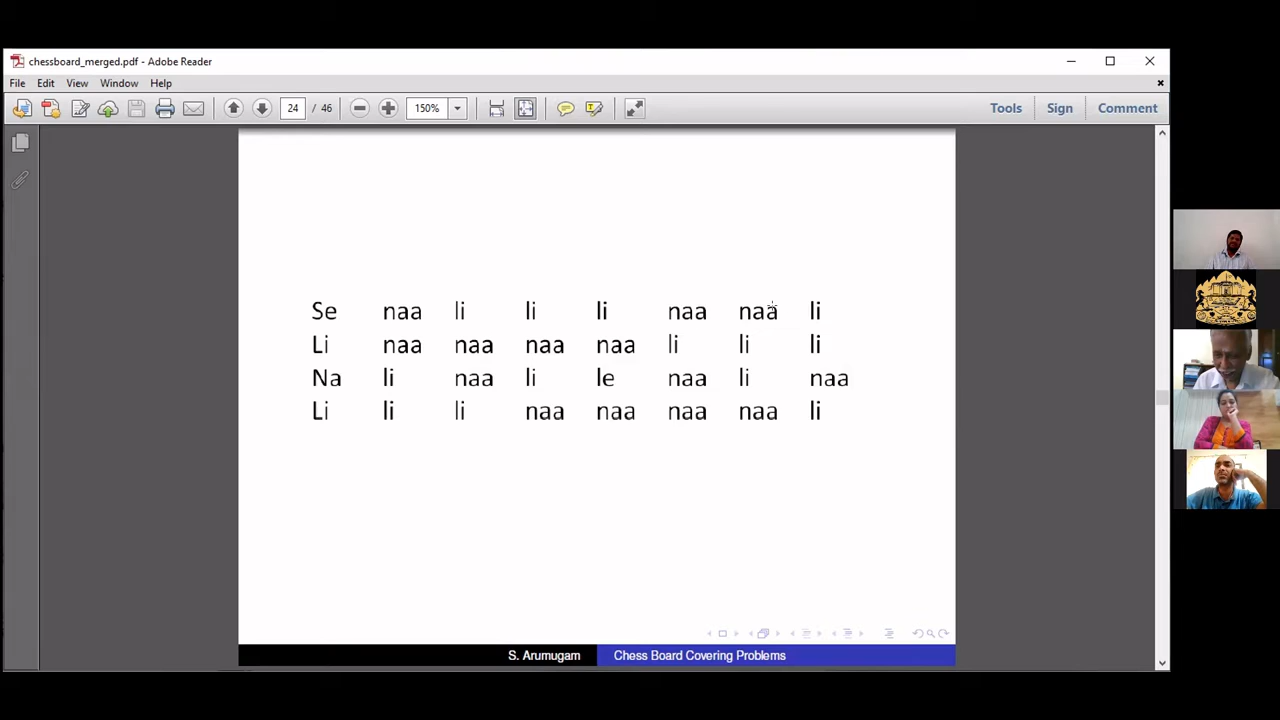 chessboard_merged.pdf - Adobe Reader
File Edit View Window Help
24 / 46 150% Tools Sign Comment
Se naa li li li naa naa li
Li naa naa naa naa li li li
Na li naa li le naa li naa
Li li li naa naa naa naa li
S. Arumugam Chess Board Covering Problems